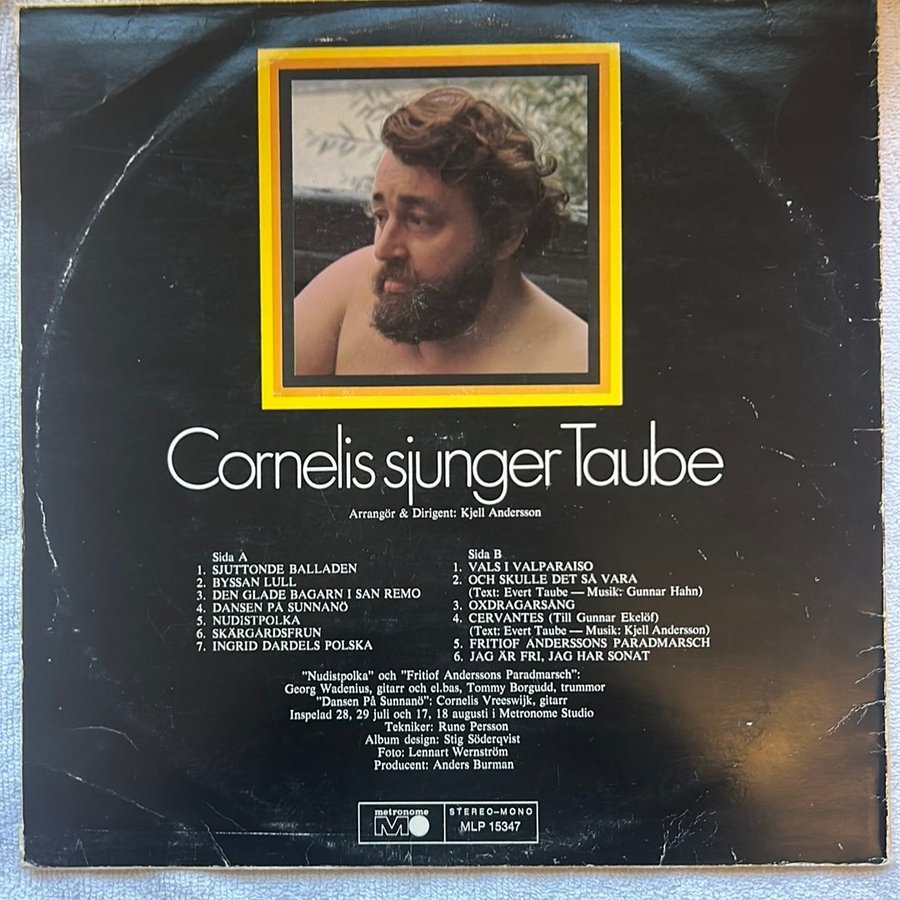 Cornelis sjunger Taube
Arrangör & Dirigent: Kjell Andersson
Sida A
1. SJUTTONDE BALLADEN
2. BYSSAN LULL
3. DEN GLADE BAGARN I SAN REMO
4. DANSEN PÅ SUNNANÖ
5. NUDISTPOLKA
6. SKÄRGÅRDSFRUN
7. INGRID DARDELS POLSKA
Sida B
1. VALS I VALPARAISO
2. OCH SKULLE DET SÅ VARA
(Text: Evert Taube — Musik: Gunnar Hahn)
3. OXDRAGARSÅNG
4. CERVANTES (Till Gunnar Ekelöf)
(Text: Evert Taube — Musik: Kjell Andersson)
5. FRITIOF ANDERSSONS PARADMARSCH
6. JAG ÄR FRI, JAG HAR SONAT
"Nudistpolka" och "Fritiof Anderssons Paradmarsch":
Georg Wadenius, gitarr och el.bas, Tommy Borgudd, trummor
"Dansen På Sunnanö": Cornelis Vreeswijk, gitarr
Inspelad 28, 29 juli och 17, 18 augusti i Metronome Studio
Tekniker: Rune Persson
Album design: Stig Söderqvist
Foto: Lennart Wernström
Producent: Anders Burman
metronome
STEREO-MONO
MLP 15347